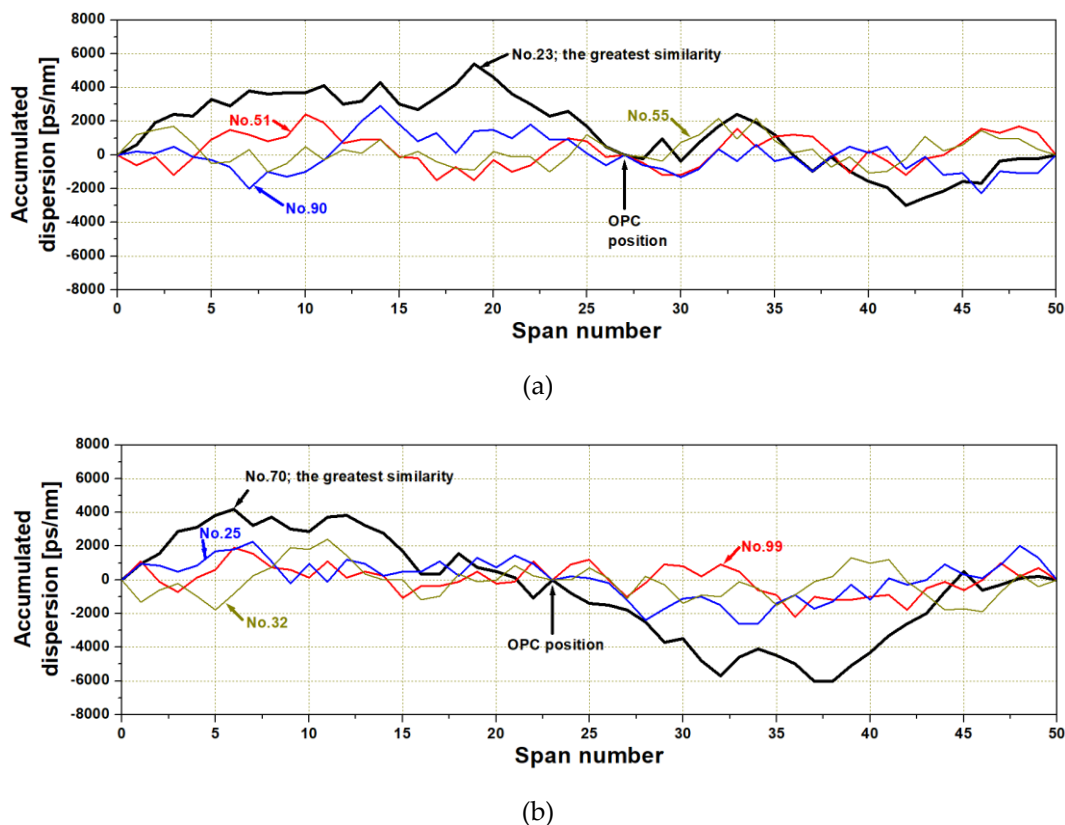 (a)
Accumulated
dispersion [ps/nm]
8000
6000
4000
2000
0
-2000
-4000
-6000
-8000
No.23; the greatest similarity
No.51
No.55
No.90
OPC
position
0 5 10 15 20 25 30 35 40 45 50
Span number
(a)
Accumulated
dispersion [ps/nm]
8000
6000
4000
2000
0
-2000
-4000
-6000
-8000
No.70; the greatest similarity
No.25
No.99
No.32
OPC position
0 5 10 15 20 25 30 35 40 45 50
Span number
(b)